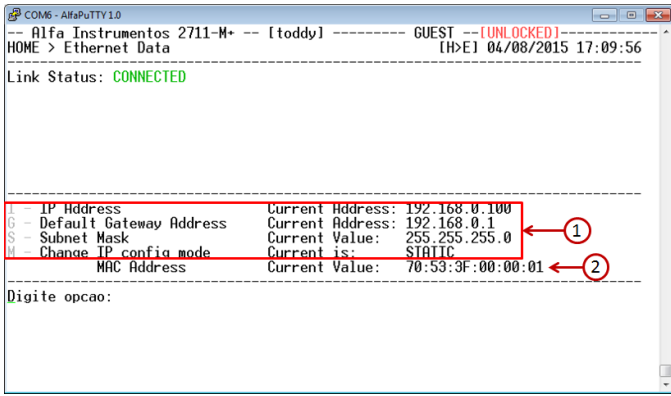 COM6 - AlfaPuTTY 1.0
-- Alfa Instrumentos 2711-M+ -- [toddy] --------- GUEST --[UNLOCKED]-----------
HOME > Ethernet Data [H>E] 04/08/2015 17:09:56
Link Status: CONNECTED
I - IP Address Current Address: 192.168.0.100
G - Default Gateway Address Current Address: 192.168.0.1
S - Subnet Mask Current Value: 255.255.255.0
M - Change IP config mode Current is: STATIC
1
MAC Address Current Value: 70:53:3F:00:00:01
2
Digite opcao: